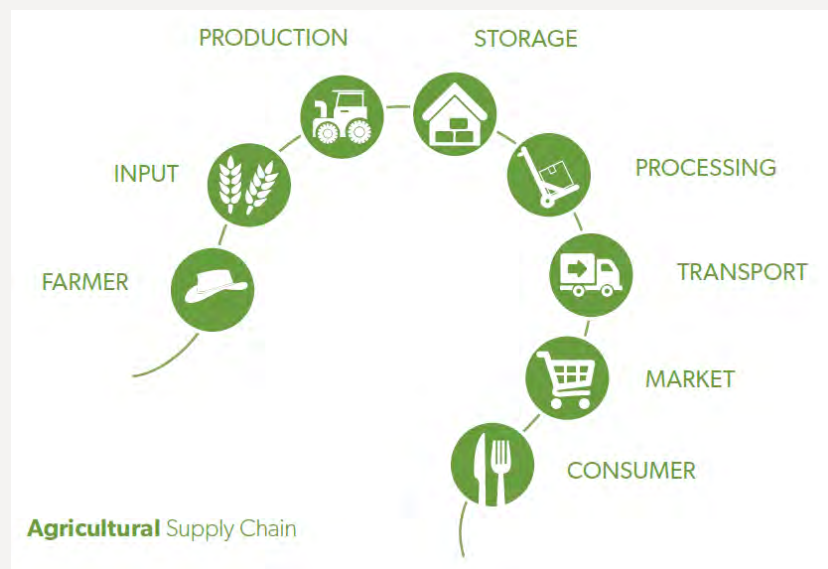 PRODUCTION
STORAGE
INPUT
PROCESSING
FARMER
TRANSPORT
MARKET
CONSUMER
Agricultural Supply Chain